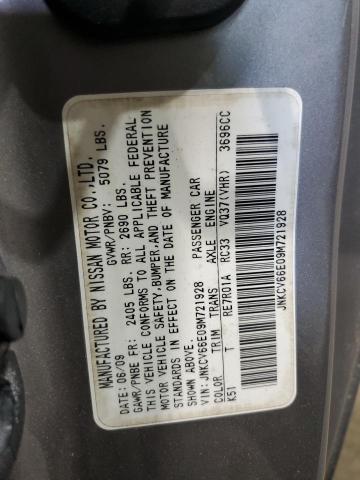 MANUFACTURED BY NISSAN MOTOR CO.,LTD.
DATE: 06/09 GVWR/PNBV: 5079 LBS.
GAWR/PNBE FR: 2405 LBS. RR: 2690 LBS.
THIS VEHICLE CONFORMS TO ALL APPLICABLE FEDERAL
MOTOR VEHICLE SAFETY,BUMPER,AND THEFT PREVENTION
STANDARDS IN EFFECT ON THE DATE OF MANUFACTURE
SHOWN ABOVE.
VIN:JNKCV66E09M721928 PASSENGER CAR
COLOR TRIM TRANS AXLE ENGINE
K51 T RE7R01A RC33 VQ37(VHR) 3696CC
JNKCV66E09M721928